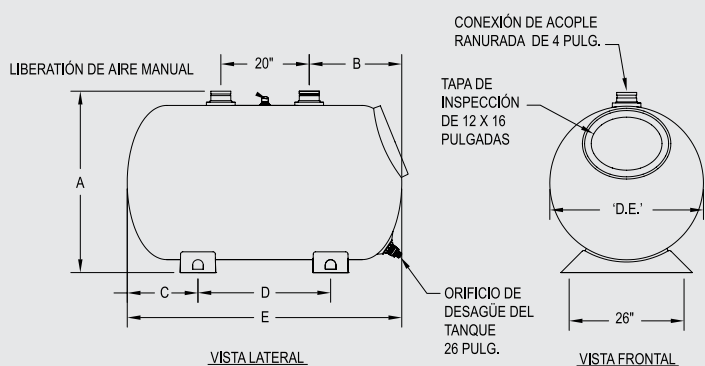 CONEXIÓN DE ACOPLE
RANURADA DE 4 PULG.
LIBERATIÓN DE AIRE MANUAL
20"
B
TAPA DE
INSPECCIÓN
DE 12 X 16
PULGADAS
A
'D.E.'
C
D
E
ORIFICIO DE
DESAGÜE DEL
TANQUE
26 PULG.
26"
VISTA LATERAL
VISTA FRONTAL